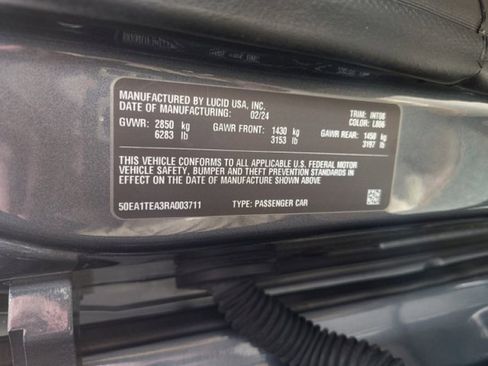 MANUFACTURED BY LUCID USA, INC.
DATE OF MANUFACTURING: 02/24
TRIM: INT06
COLOR: L806
GVWR: 2850 kg GAWR FRONT: 1430 kg GAWR REAR: 1450 kg
6283 lb 3153 lb 3197 lb
THIS VEHICLE CONFORMS TO ALL APPLICABLE U.S. FEDERAL MOTOR
VEHICLE SAFETY, BUMPER AND THEFT PREVENTION STANDARDS IN
EFFECT ON THE DATE OF MANUFACTURE SHOWN ABOVE
50EA1TEA3RA003711 TYPE: PASSENGER CAR